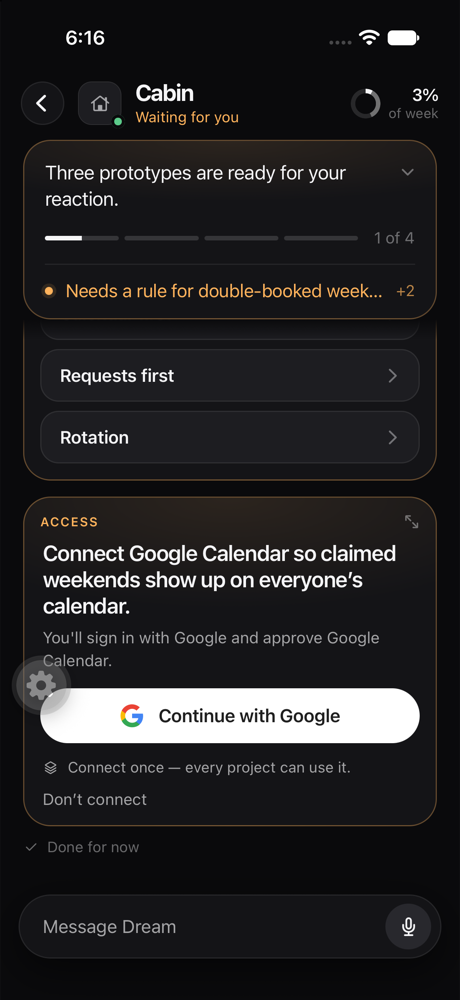 6:16
Cabin
Waiting for you
3%
of week
Three prototypes are ready for your
reaction.
1 of 4
Needs a rule for double-booked week...
+2
Requests first
Rotation
ACCESS
Connect Google Calendar so claimed
weekends show up on everyone’s
calendar.
You'll sign in with Google and approve Google
Calendar.
Continue with Google
Connect once — every project can use it.
Don’t connect
Done for now
Message Dream